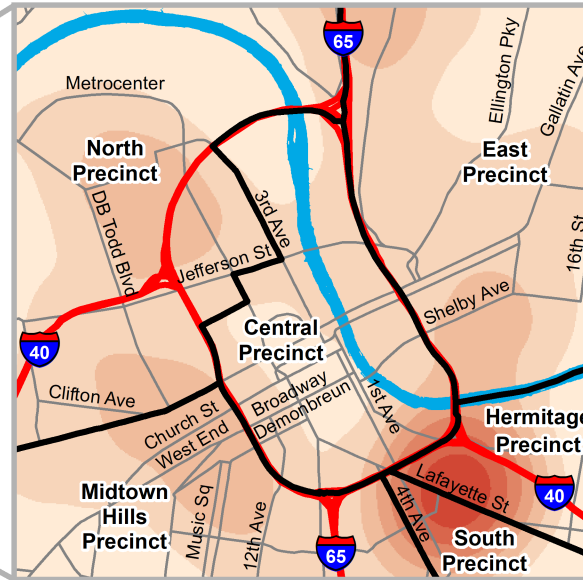 65
Ellington Pky
Gallatin Ave
Metrocenter
North
Precinct
East
Precinct
DB Todd Blvd
3rd Ave
16th St
Jefferson St
Shelby Ave
Central
Precinct
40
Clifton Ave
Broadway
Demonbreun
1st Ave
Church St
West End
Hermitage
Precinct
Midtown
Hills
Precinct
Music Sq
12th Ave
4th Ave
Lafayette St
40
65
South
Precinct